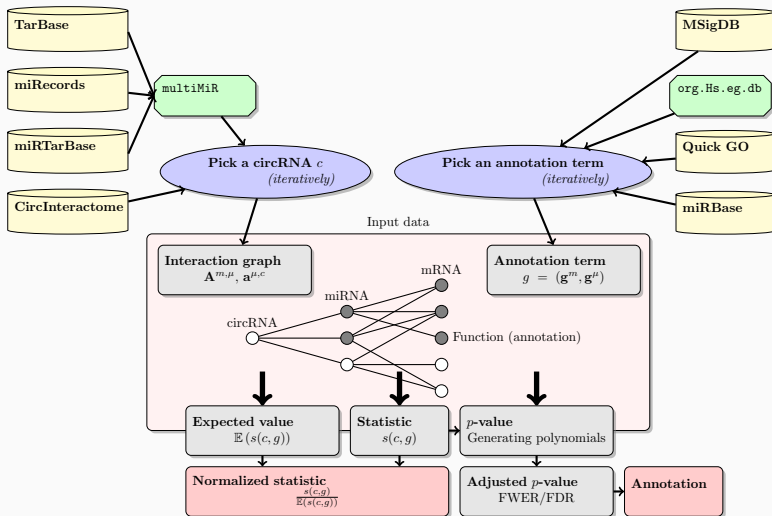 TarBase
MSigDB
miRecords
multiMiR
org.Hs.eg.db
miRTarBase
Quick GO
Pick a circRNA c
(iteratively)
Pick an annotation term
(iteratively)
CircInteractome
miRBase
Input data
Interaction graph
A^{m,μ}, a^{μ,c}
Annotation term
g = (g^m, g^μ)
mRNA
miRNA
circRNA
Function (annotation)
Expected value
𝔼(s(c, g))
Statistic
s(c, g)
p-value
Generating polynomials
Normalized statistic
s(c,g)
𝔼(s(c,g))
Adjusted p-value
FWER/FDR
Annotation